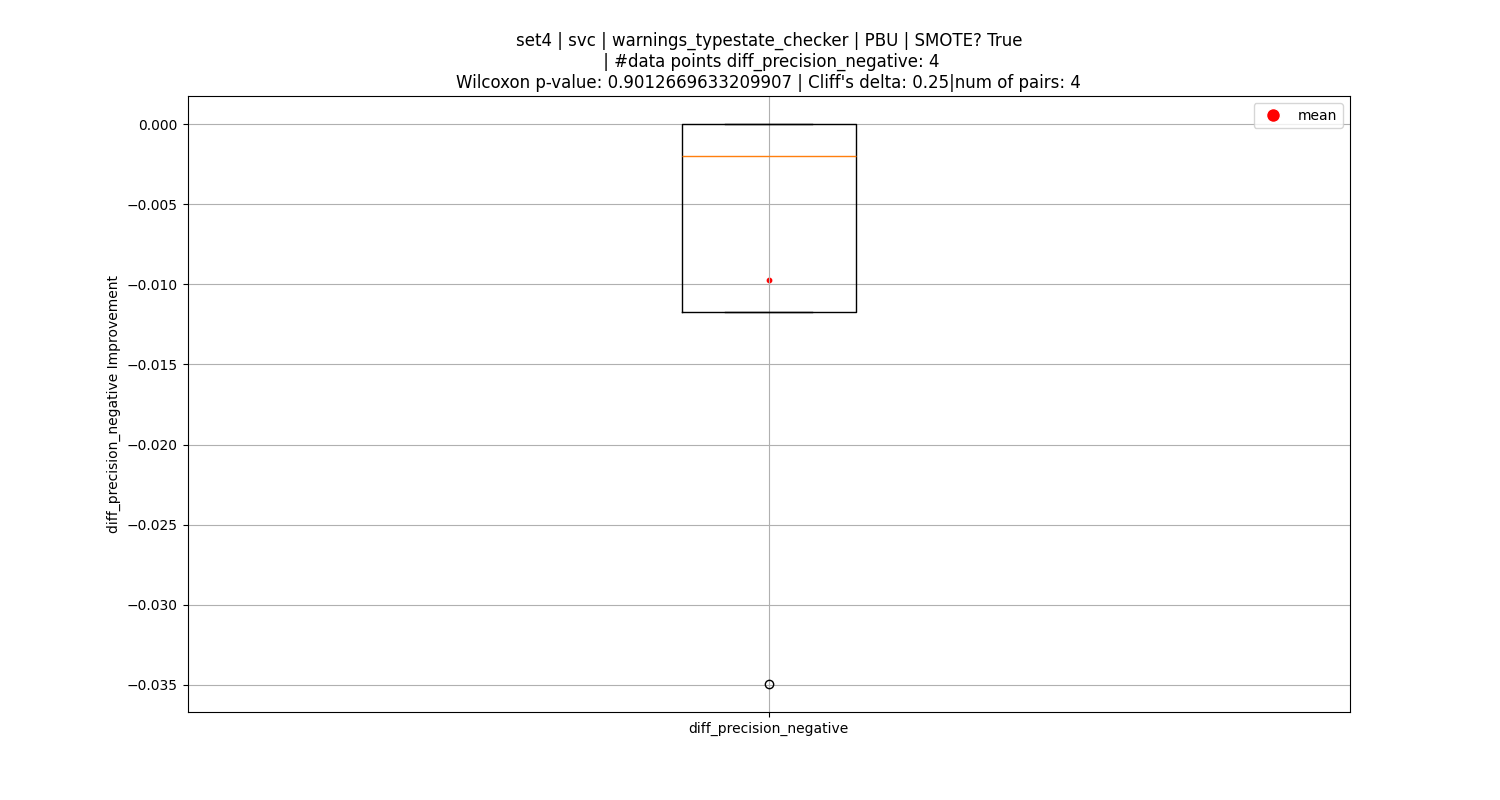 set4 | svc | warnings_typestate_checker | PBU | SMOTE? True
| #data points diff_precision_negative: 4
Wilcoxon p-value: 0.9012669633209907 | Cliff's delta: 0.25|num of pairs: 4
mean
0.000
−0.005
−0.010
−0.015
−0.020
−0.025
−0.030
−0.035
diff_precision_negative Improvement
diff_precision_negative